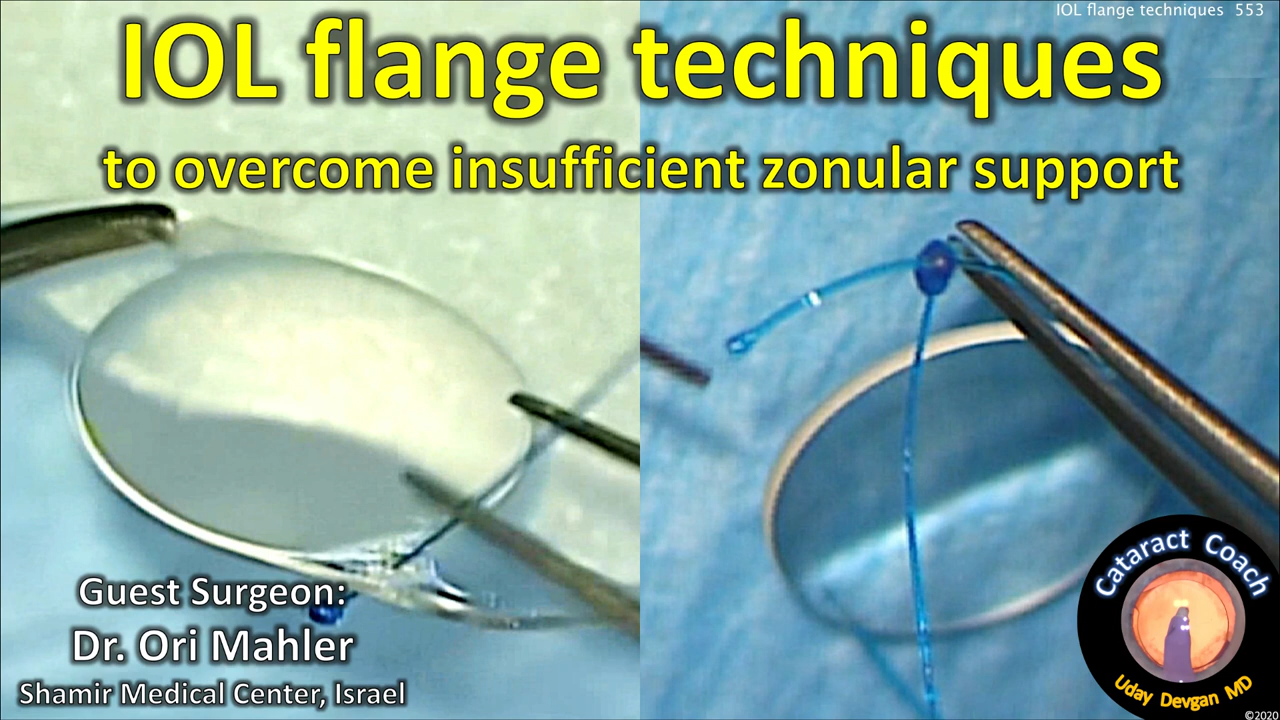 IOL flange techniques 553
IOL flange techniques
to overcome insufficient zonular support
Guest Surgeon:
Dr. Ori Mahler
Shamir Medical Center, Israel
Cataract Coach
Uday Devgan MD
©2020